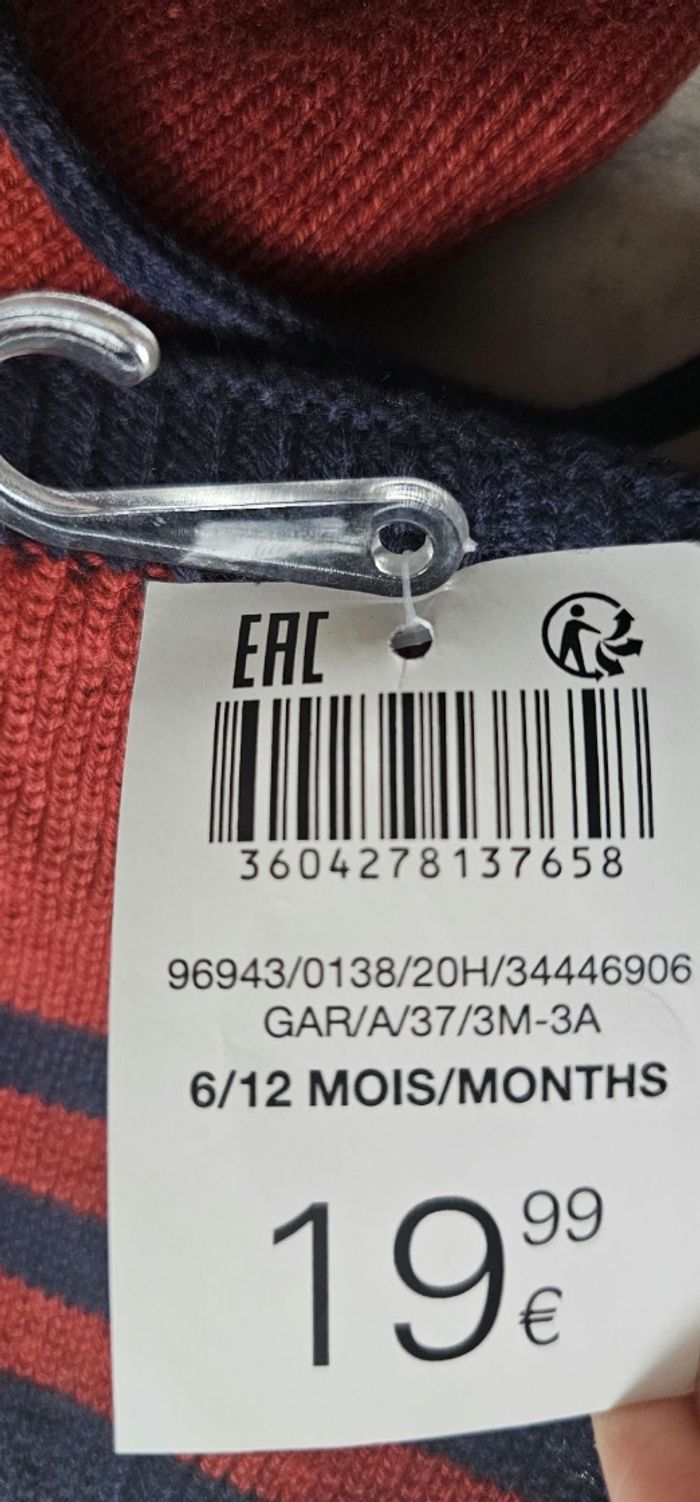 EAC
3604278137658
96943/0138/20H/34446906
GAR/A/37/3M-3A
6/12 MOIS/MONTHS
19 99 €